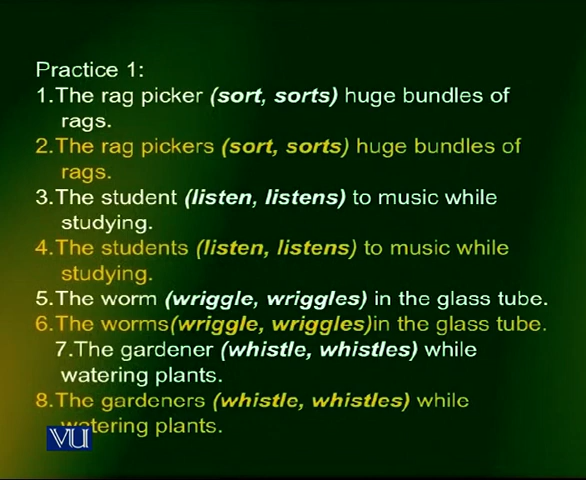 Practice 1:
1.The rag picker (sort, sorts) huge bundles of
rags.
2.The rag pickers (sort, sorts) huge bundles of
rags.
3.The student (listen, listens) to music while
studying.
4.The students (listen, listens) to music while
studying.
5.The worm (wriggle, wriggles) in the glass tube.
6.The worms(wriggle, wriggles)in the glass tube.
7.The gardener (whistle, whistles) while
watering plants.
8.The gardeners (whistle, whistles) while
watering plants.
VU